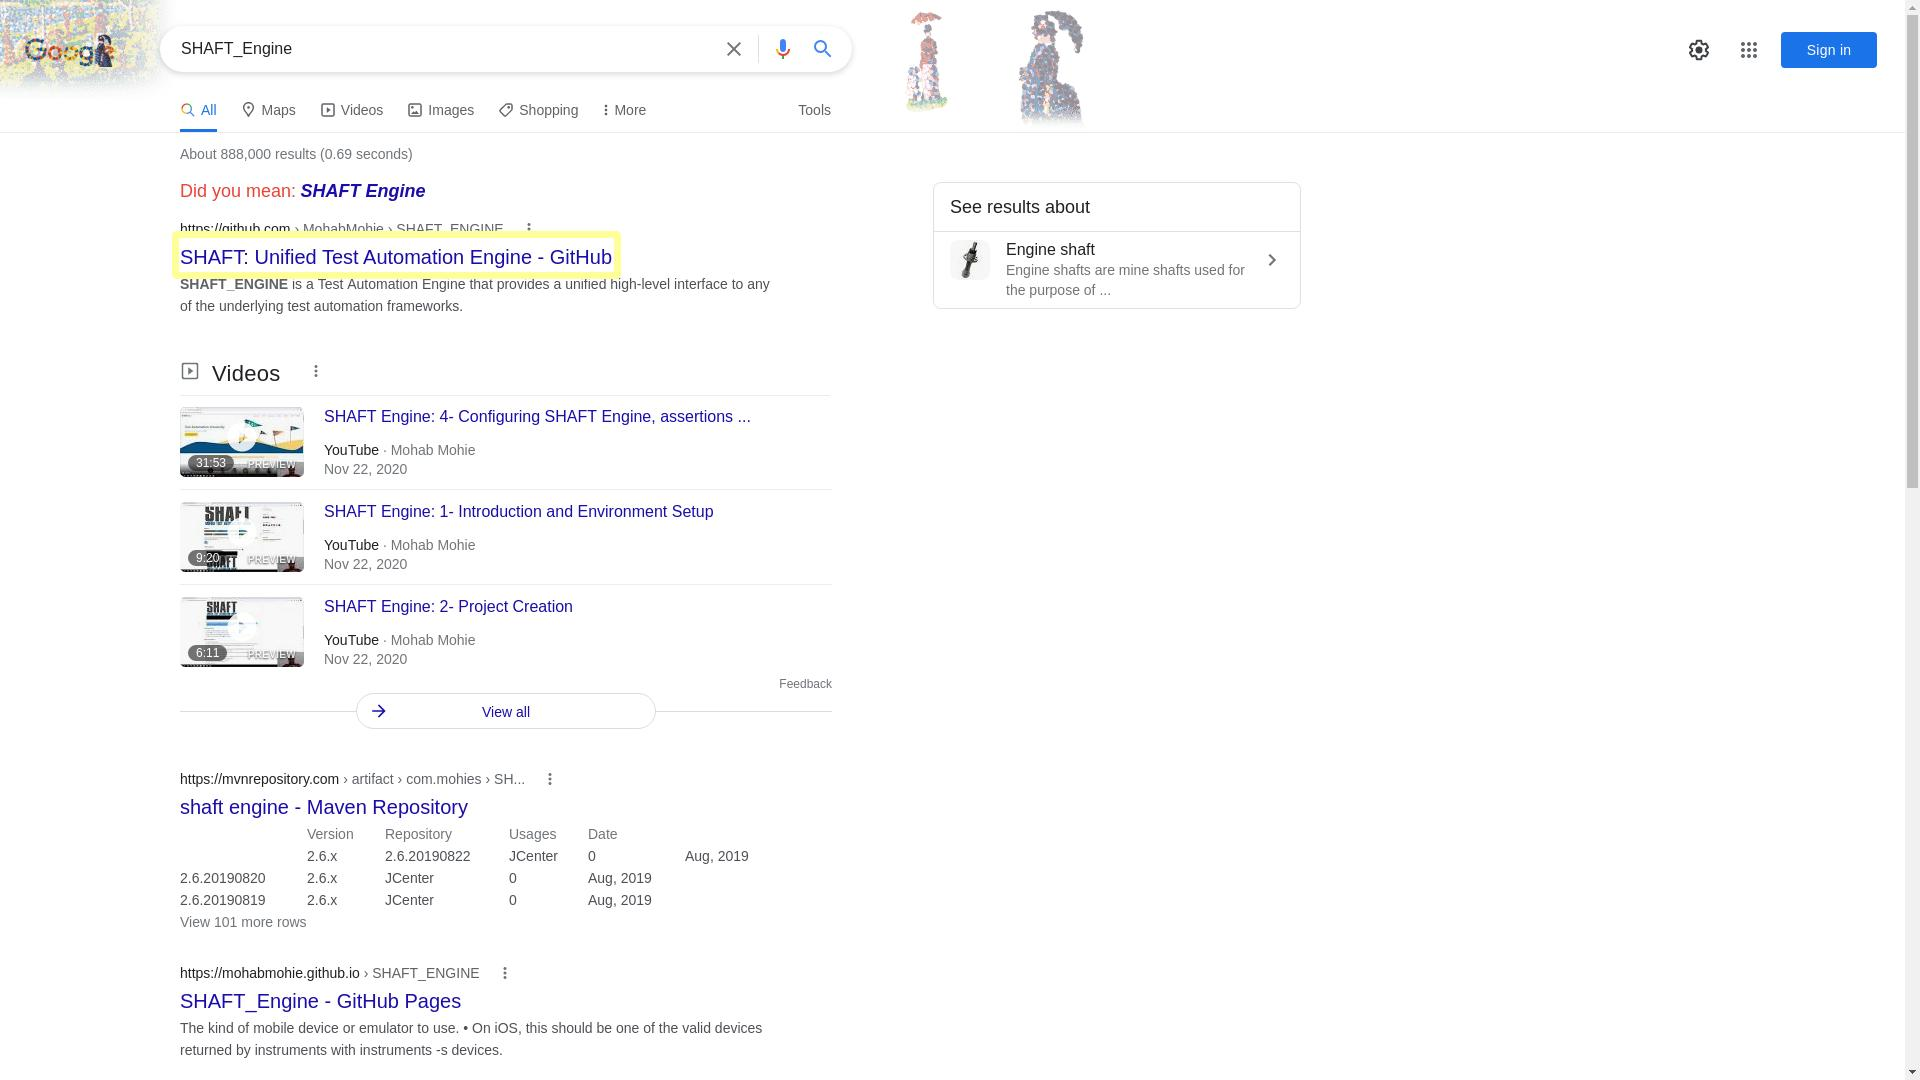 Google
SHAFT_Engine
Sign in
All
Maps
Videos
Images
Shopping
More
Tools
About 888,000 results (0.69 seconds)
Did you mean: SHAFT Engine
https://github.com › MohabMohie › SHAFT_ENGINE
SHAFT: Unified Test Automation Engine - GitHub
SHAFT_ENGINE is a Test Automation Engine that provides a unified high-level interface to any
of the underlying test automation frameworks.
See results about
Engine shaft
Engine shafts are mine shafts used for
the purpose of ...
Videos
SHAFT Engine: 4- Configuring SHAFT Engine, assertions ...
YouTube · Mohab Mohie
Nov 22, 2020
31:53
PREVIEW
SHAFT Engine: 1- Introduction and Environment Setup
YouTube · Mohab Mohie
Nov 22, 2020
SHAFT
9:20
PREVIEW
SHAFT
SHAFT Engine: 2- Project Creation
YouTube · Mohab Mohie
Nov 22, 2020
SHAFT
6:11
PREVIEW
Feedback
View all
https://mvnrepository.com › artifact › com.mohies › SH...
shaft engine - Maven Repository
Version Repository Usages Date
2.6.x 2.6.20190822 JCenter 0 Aug, 2019
2.6.20190820 2.6.x JCenter 0 Aug, 2019
2.6.20190819 2.6.x JCenter 0 Aug, 2019
View 101 more rows
https://mohabmohie.github.io › SHAFT_ENGINE
SHAFT_Engine - GitHub Pages
The kind of mobile device or emulator to use. • On iOS, this should be one of the valid devices
returned by instruments with instruments -s devices.